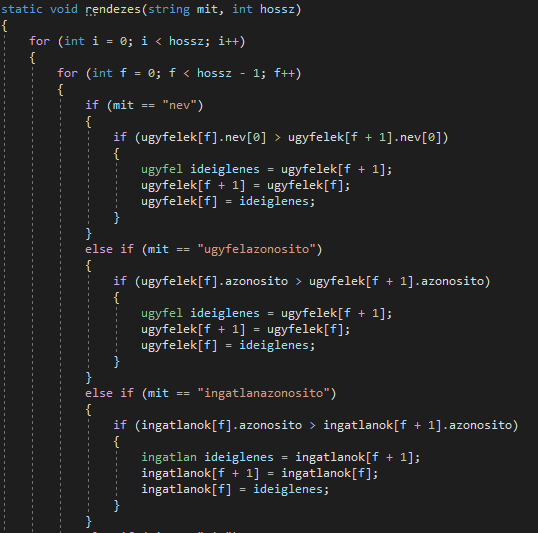 static void rendezes(string mit, int hossz)
{
for (int i = 0; i < hossz; i++)
{
for (int f = 0; f < hossz - 1; f++)
{
if (mit == "nev")
{
if (ugyfelek[f].nev[0] > ugyfelek[f + 1].nev[0])
{
ugyfel ideiglenes = ugyfelek[f + 1];
ugyfelek[f + 1] = ugyfelek[f];
ugyfelek[f] = ideiglenes;
}
}
else if (mit == "ugyfelazonosito")
{
if (ugyfelek[f].azonosito > ugyfelek[f + 1].azonosito)
{
ugyfel ideiglenes = ugyfelek[f + 1];
ugyfelek[f + 1] = ugyfelek[f];
ugyfelek[f] = ideiglenes;
}
}
else if (mit == "ingatlanazonosito")
{
if (ingatlanok[f].azonosito > ingatlanok[f + 1].azonosito)
{
ingatlan ideiglenes = ingatlanok[f + 1];
ingatlanok[f + 1] = ingatlanok[f];
ingatlanok[f] = ideiglenes;
}
}